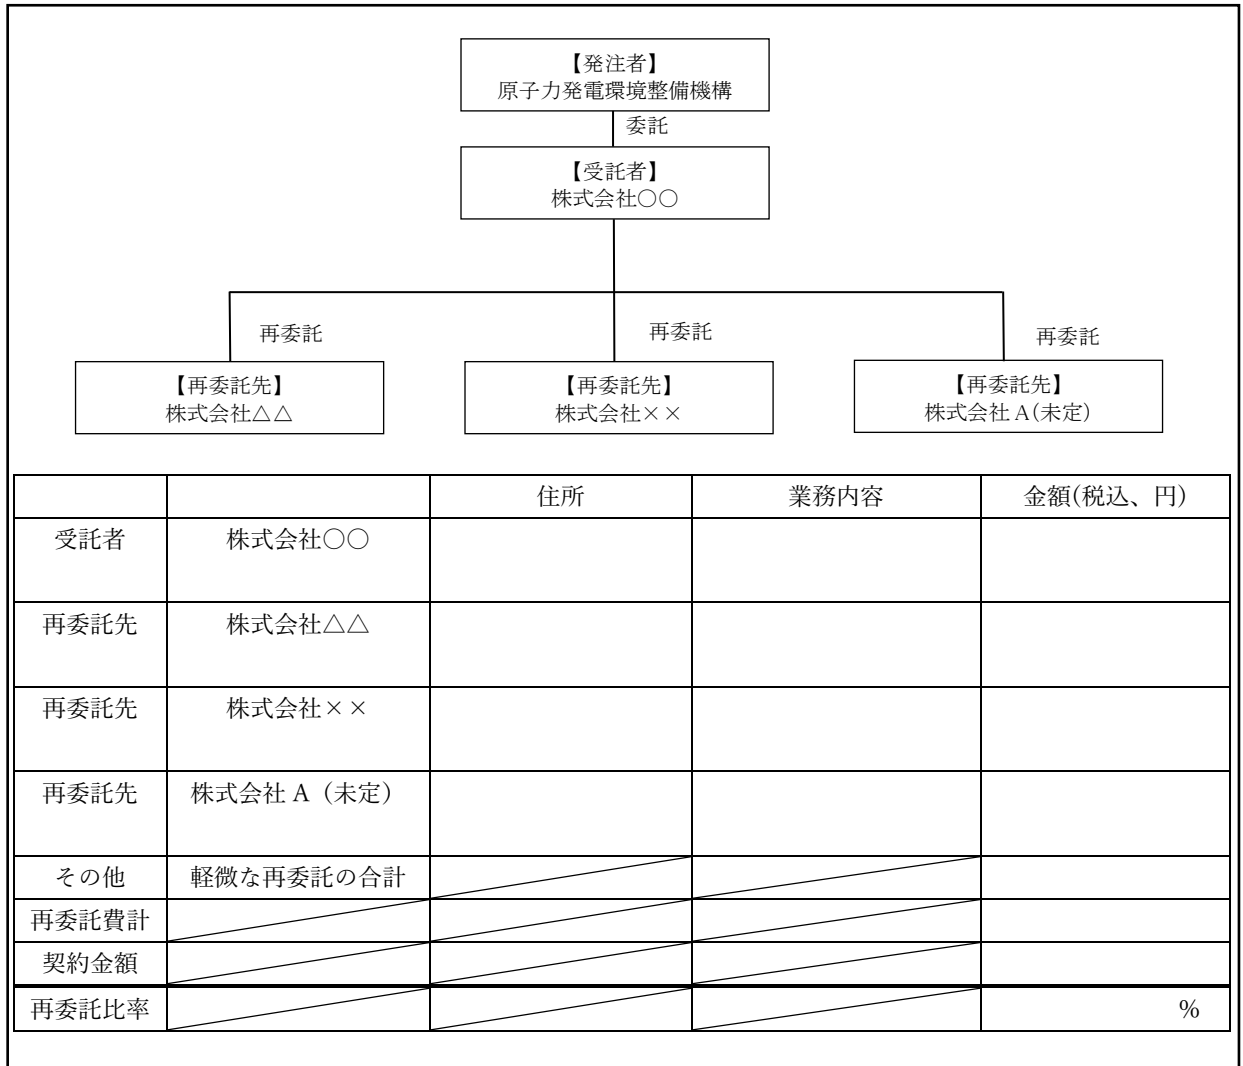 【発注者】
原子力発電環境整備機構
委託
【受託者】
株式会社〇〇
再委託
再委託
再委託
【再委託先】
株式会社△△
【再委託先】
株式会社××
【再委託先】
株式会社A(未定)
住所 業務内容 金額(税込、円)
受託者 株式会社〇〇
再委託先 株式会社△△
再委託先 株式会社××
再委託先 株式会社A（未定）
その他 軽微な再委託の合計
再委託費計
契約金額
再委託比率 %